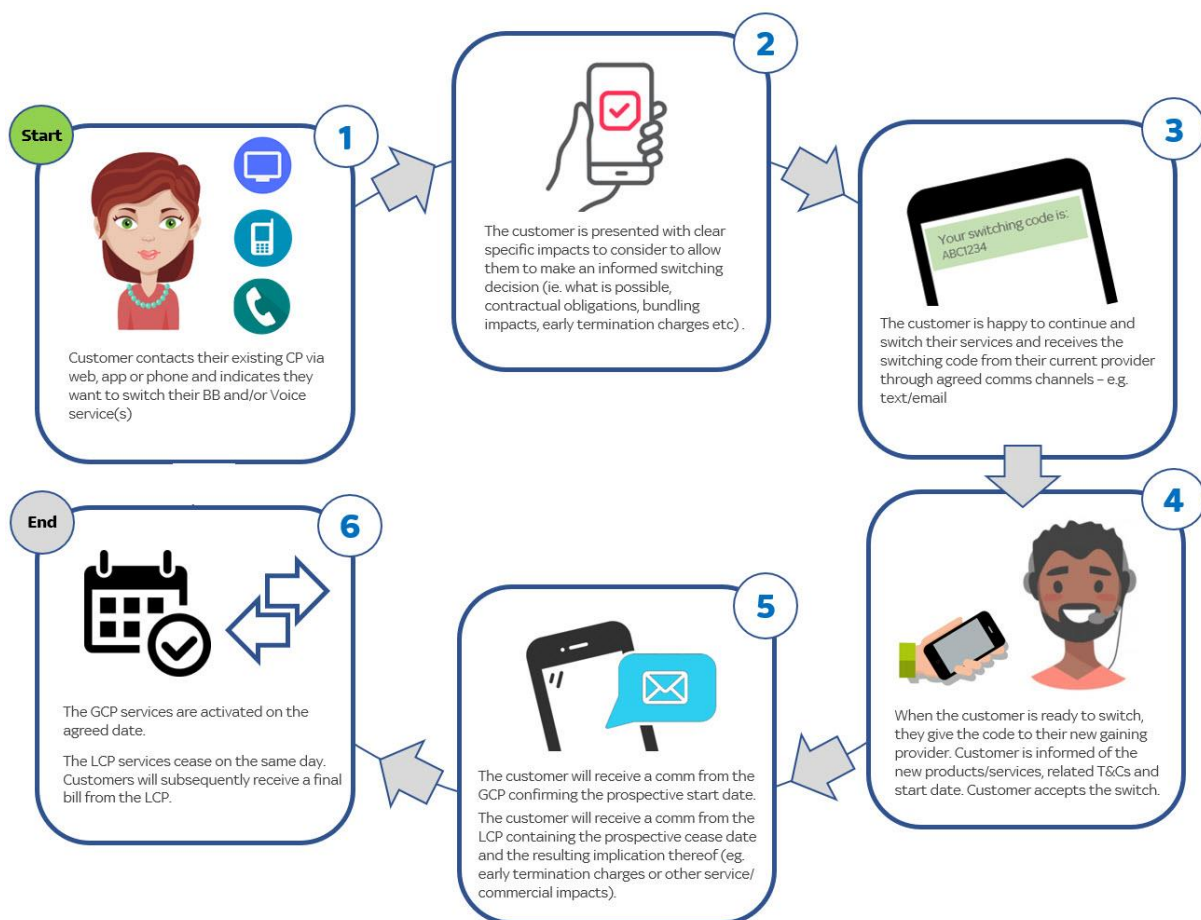 Start
1
Customer contacts their existing CP via
web, app or phone and indicates they
want to switch their BB and/or Voice
service(s)
2
The customer is presented with clear
specific impacts to consider to allow
them to make an informed switching
decision (ie. what is possible,
contractual obligations, bundling
impacts, early termination charges etc) .
3
Your switching code is:
ABC1234
The customer is happy to continue and
switch their services and receives the
switching code from their current provider
through agreed comms channels – e.g.
text/email
4
When the customer is ready to switch,
they give the code to their new gaining
provider. Customer is informed of the
new products/services, related T&Cs and
start date. Customer accepts the switch.
5
The customer will receive a comm from the
GCP confirming the prospective start date.
The customer will receive a comm from the
LCP containing the prospective cease date
and the resulting implication thereof (eg.
early termination charges or other service/
commercial impacts).
End
6
The GCP services are activated on the
agreed date.
The LCP services cease on the same day.
Customers will subsequently receive a final
bill from the LCP.